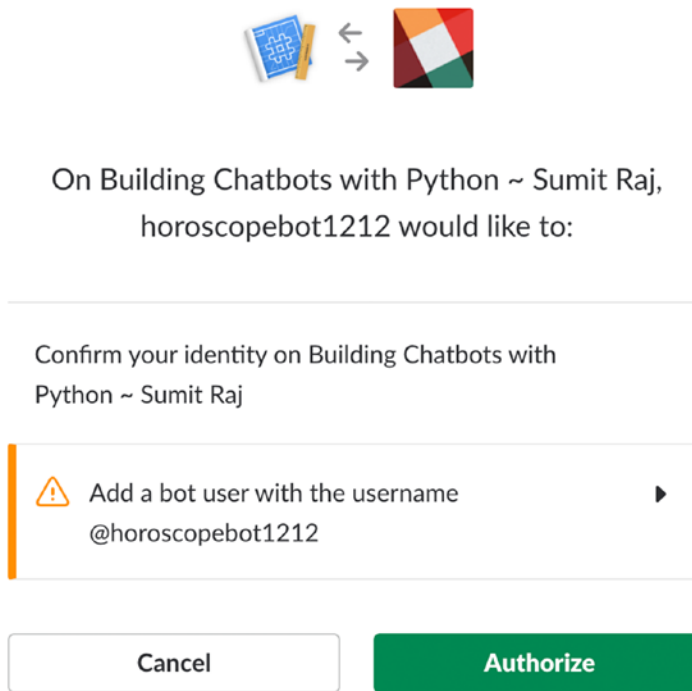 On Building Chatbots with Python ~ Sumit Raj,
horoscopebot1212 would like to:
Confirm your identity on Building Chatbots with
Python ~ Sumit Raj
Add a bot user with the username
@horoscopebot1212
Cancel
Authorize